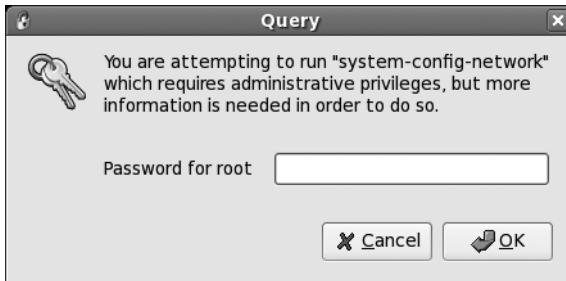 Query
You are attempting to run "system-config-network"
which requires administrative privileges, but more
information is needed in order to do so.
Password for root
Cancel
OK